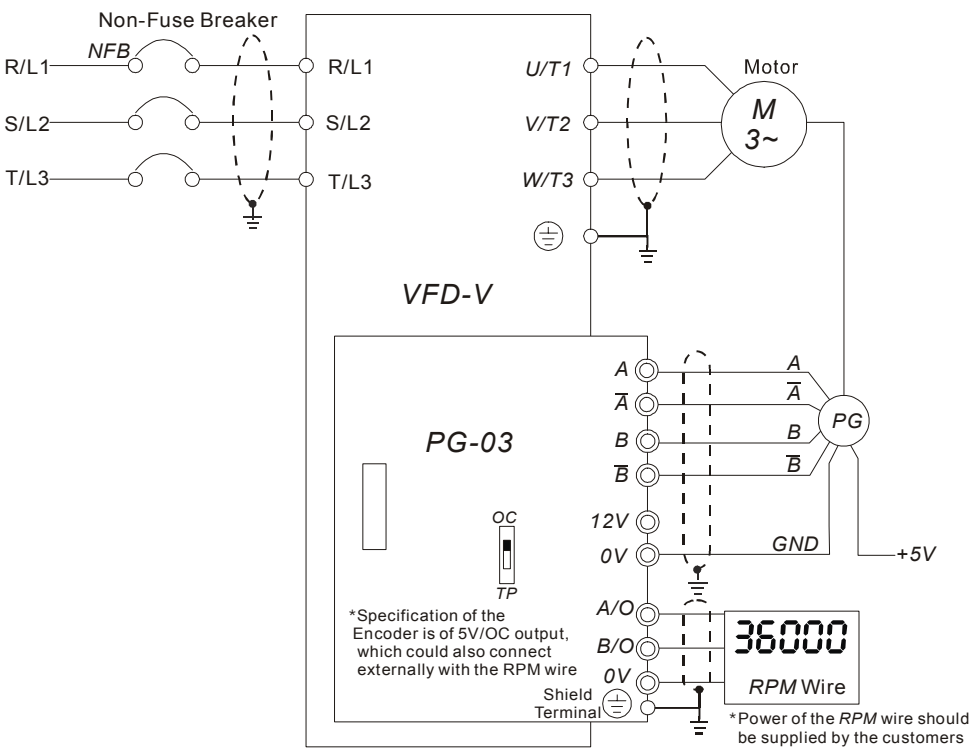 Non-Fuse Breaker
NFB
R/L1
R/L1
U/T1
Motor
S/L2
S/L2
V/T2
M
3~
T/L3
T/L3
W/T3
VFD-V
A
A
A̅
A̅
PG-03
B
B
PG
B̅
B̅
OC
12V
0V
GND
+5V
TP
*Specification of the
Encoder is of 5V/OC output,
which could also connect
externally with the RPM wire
A/O
B/O
0V
36000
RPM Wire
Shield
Terminal
*Power of the RPM wire should
be supplied by the customers